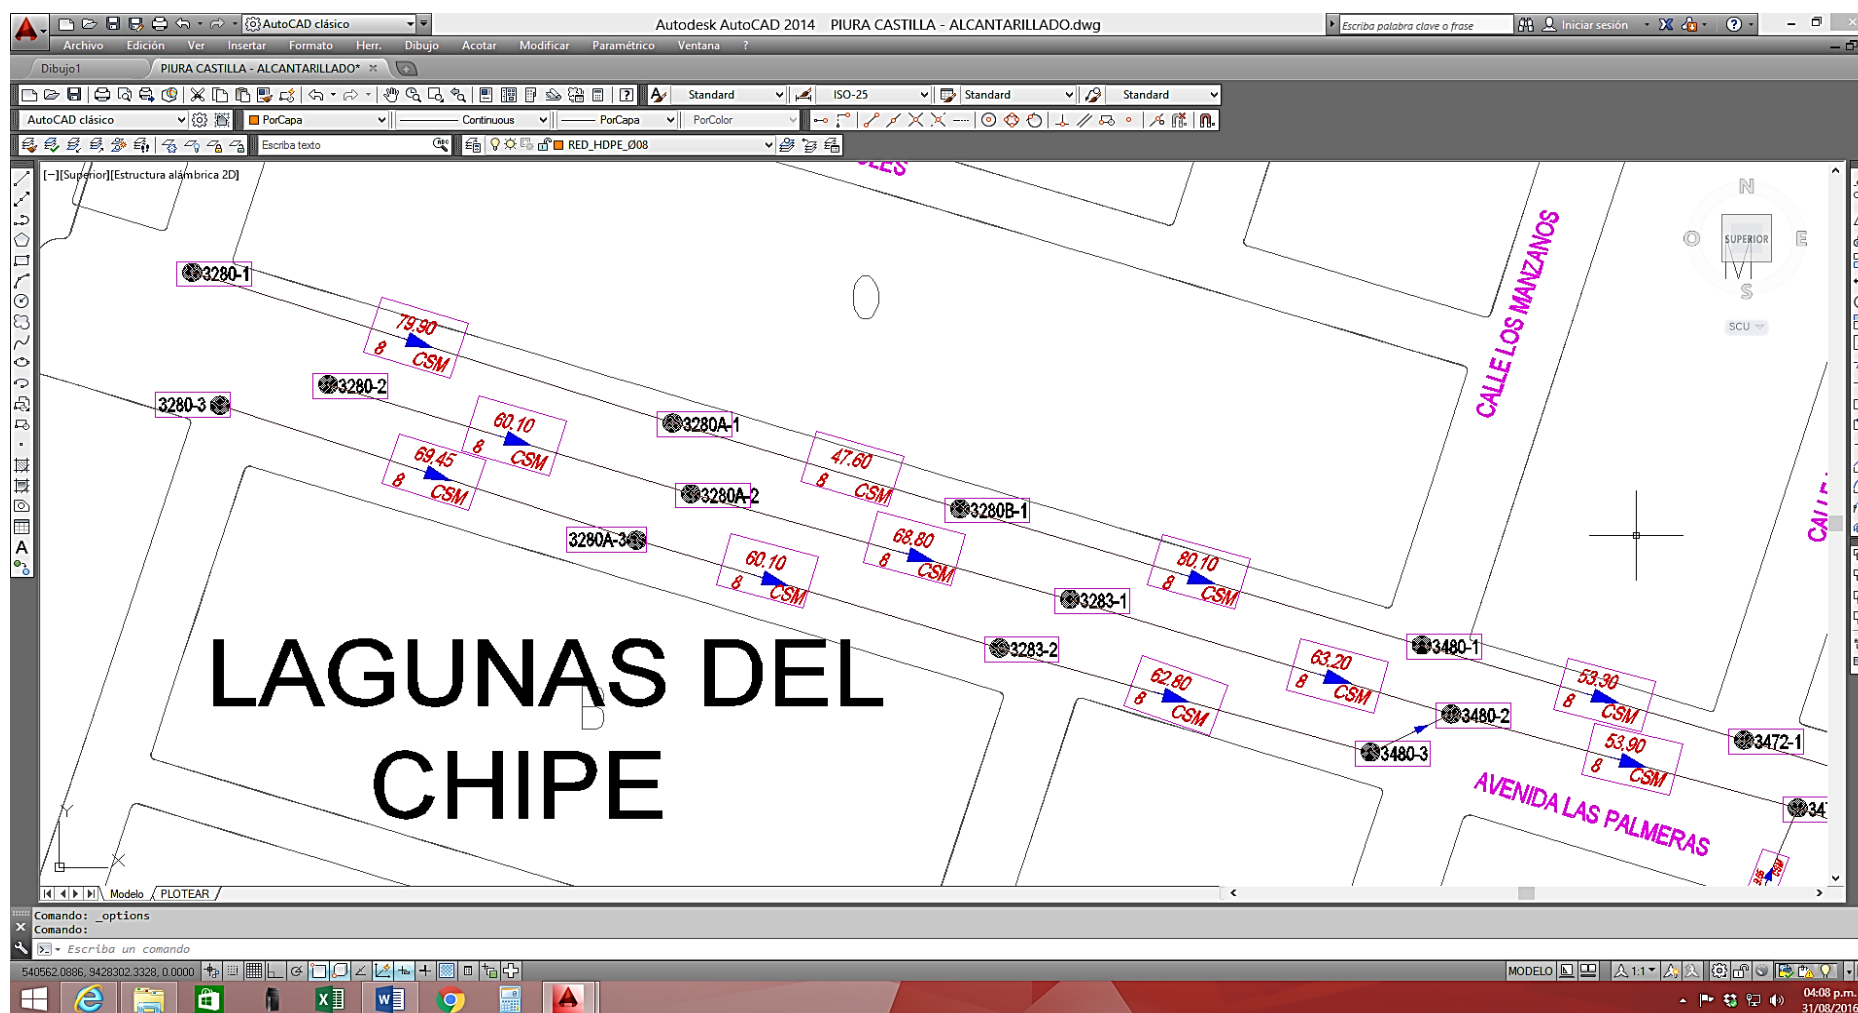 AutoCAD clásico
Autodesk AutoCAD 2014 PIURA CASTILLA - ALCANTARILLADO.dwg
Escriba palabra clave o frase
Iniciar sesión
Archivo Edición Ver Insertar Formato Herr. Dibujo Acotar Modificar Paramétrico Ventana ?
Dibujo1
PIURA CASTILLA - ALCANTARILLADO*
Standard
ISO-25
Standard
Standard
AutoCAD clásico
PorCapa
Continuous
PorCapa
PorColor
Escriba texto
RED_HDPE_Ø08
[−][Superior][Estructura alámbrica 2D]
N
O
SUPERIOR
E
S
SCU
CALLE LOS MANZANOS
3280-1
79.90
8 CSM
3280-2
3280-3
60.10
8 CSM
69.45
8 CSM
3280A-1
47.60
8 CSM
3280A-2
3280B-1
3280A-3
68.80
8 CSM
60.10
8 CSM
80.10
8 CSM
3283-1
3283-2
3480-1
63.20
8 CSM
62.80
8 CSM
53.30
8 CSM
3480-2
3480-3
3472-1
53.90
8 CSM
AVENIDA LAS PALMERAS
34
CSM
LAGUNAS DEL
B
CHIPE
Y
X
Modelo
PLOTEAR
Comando: _options
Comando:
Escriba un comando
540562.0886, 9428302.3328, 0.0000
MODELO
1:1
04:08 p.m.
31/08/2016